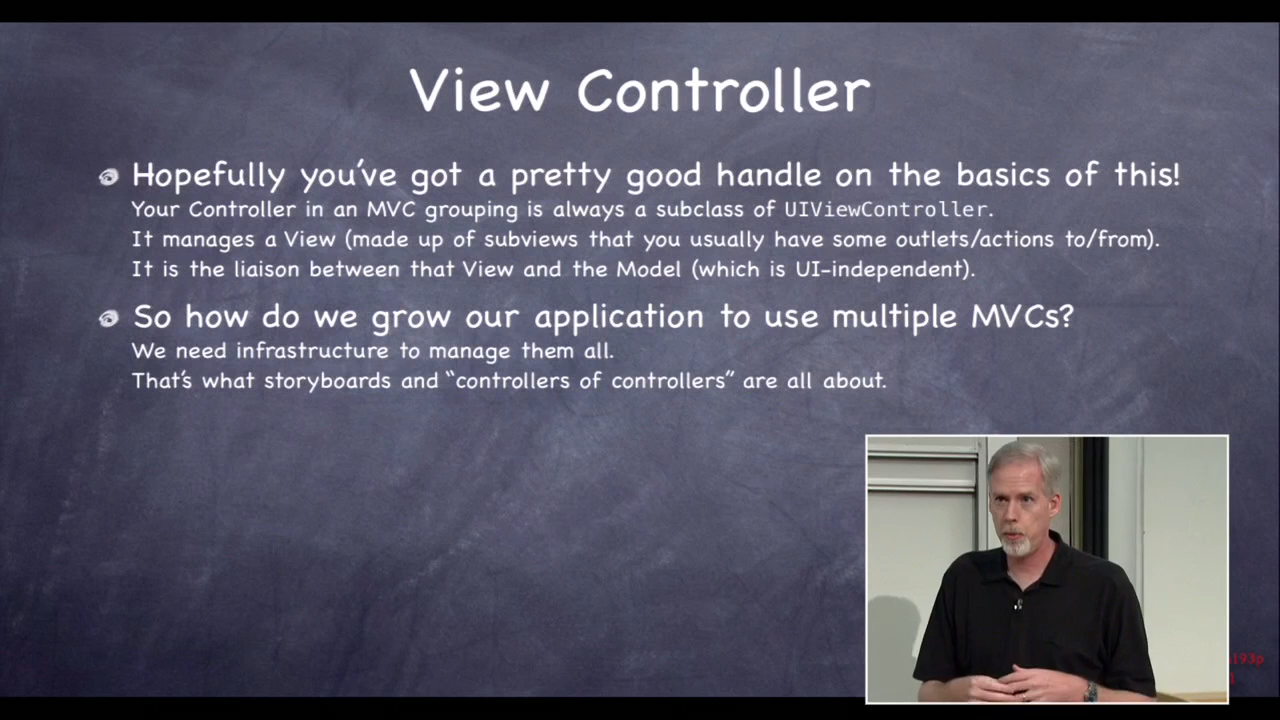 View Controller
Hopefully you've got a pretty good handle on the basics of this!
Your Controller in an MVC grouping is always a subclass of UIViewController.
It manages a View (made up of subviews that you usually have some outlets/actions to/from).
It is the liaison between that View and the Model (which is UI-independent).
So how do we grow our application to use multiple MVCs?
We need infrastructure to manage them all.
That's what storyboards and “controllers of controllers” are all about.
193p